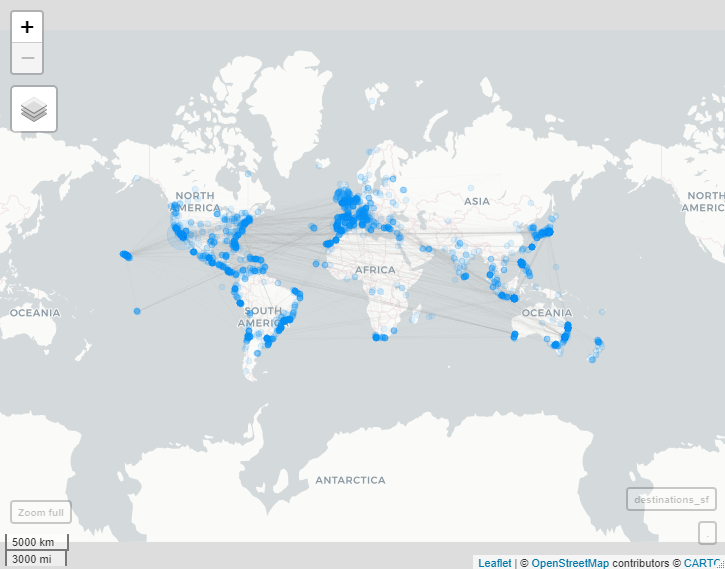 +
−
NORTH
AMERICA
ASIA
NORTH
AMERIC
AFRICA
OCEANIA
SOUTH
AMERICA
OCEANIA
ANTARCTICA
destinations_sf
Zoom full
.
5000 km
3000 mi
Leaflet | © OpenStreetMap contributors © CARTO